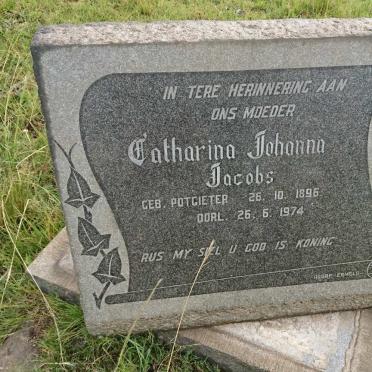 IN TERE HERINNERING AAN
ONS MOEDER
Catharina Johanna
Jacobs
GEB. POTGIETER 26. 10. 1896
OORL. 26. 6. 1974
RUS MY SIEL U GOD IS KONING